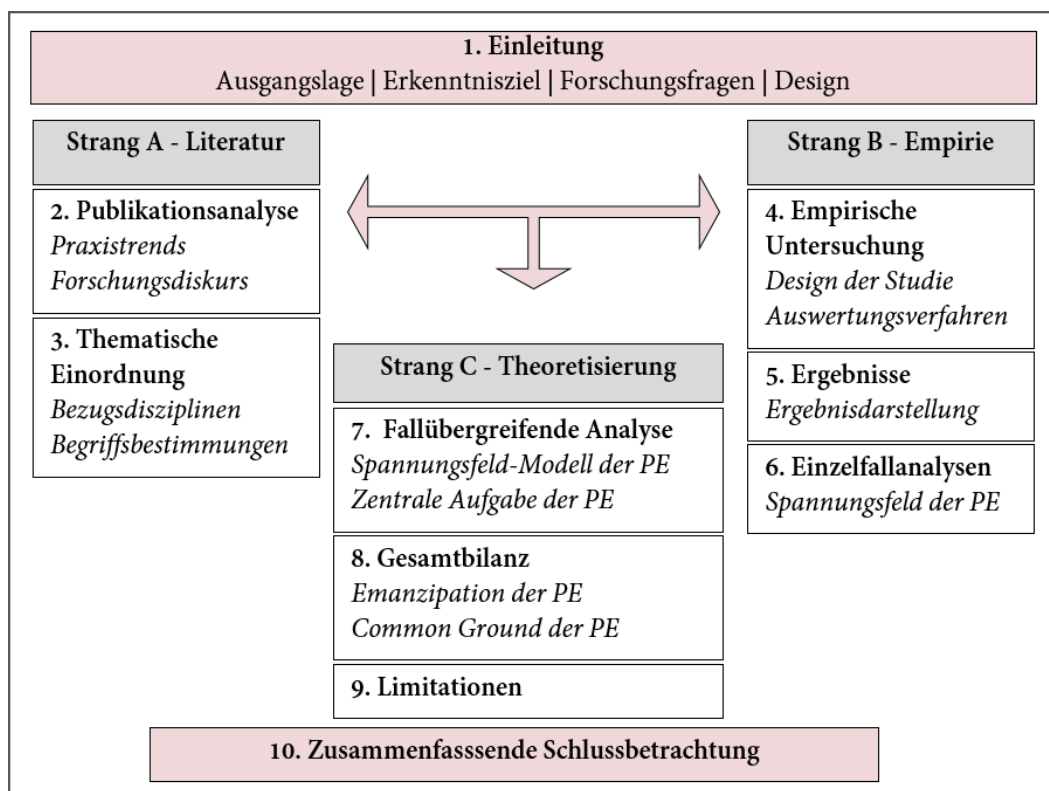 1. Einleitung
Ausgangslage | Erkenntnisziel | Forschungsfragen | Design
Strang A - Literatur
2. Publikationsanalyse
Praxistrends
Forschungsdiskurs
3. Thematische
Einordnung
Bezugsdisziplinen
Begriffsbestimmungen
Strang B - Empirie
4. Empirische
Untersuchung
Design der Studie
Auswertungsverfahren
5. Ergebnisse
Ergebnisdarstellung
6. Einzelfallanalysen
Spannungsfeld der PE
Strang C - Theoretisierung
7. Fallübergreifende Analyse
Spannungsfeld-Modell der PE
Zentrale Aufgabe der PE
8. Gesamtbilanz
Emanzipation der PE
Common Ground der PE
9. Limitationen
10. Zusammenfasssende Schlussbetrachtung